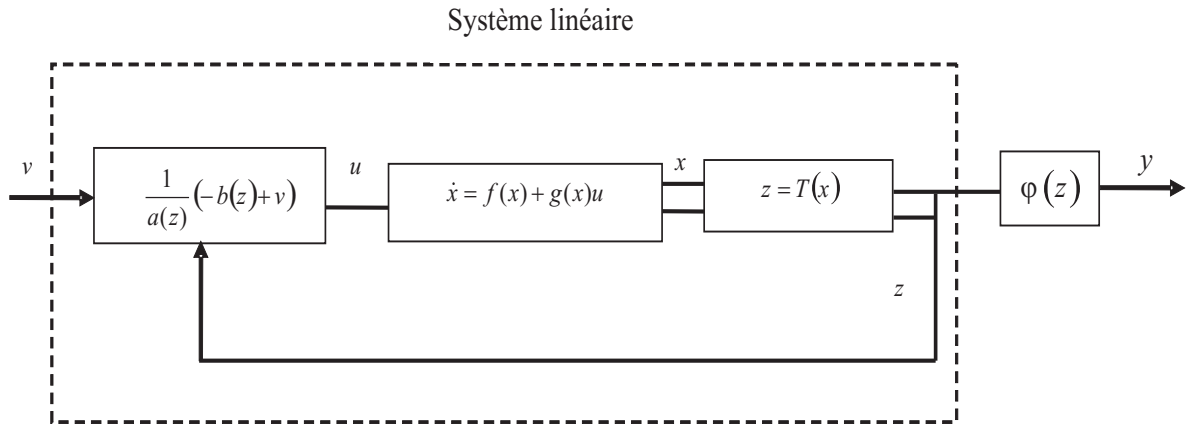 Système linéaire
v
1/a(z) (-b(z)+v)
u
ẋ = f(x) + g(x)u
x
z = T(x)
z
φ(z)
y